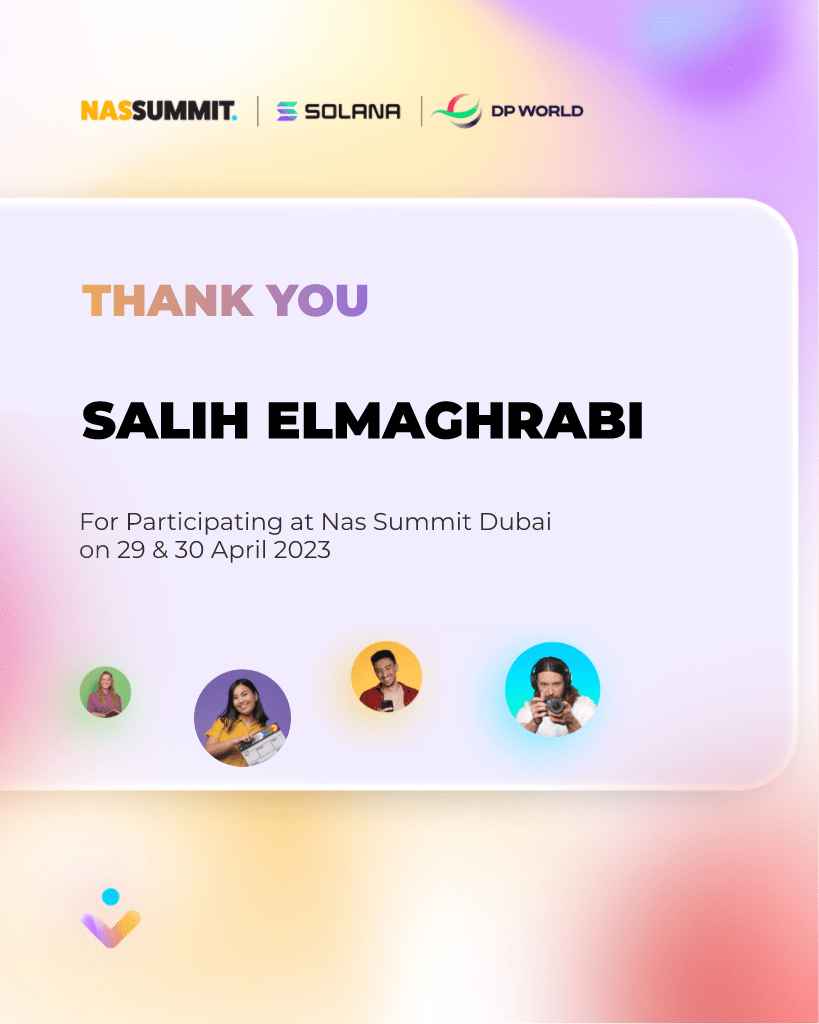 NASSUMMIT. | SOLANA | DP WORLD
THANK YOU
SALIH ELMAGHRABI
For Participating at Nas Summit Dubai
on 29 & 30 April 2023